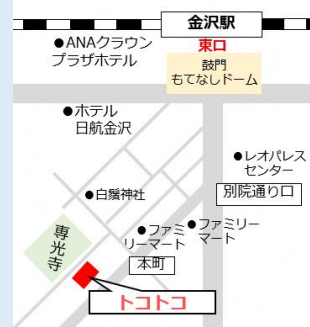 金沢駅
●ANAクラウン
プラザホテル
東口
鼓門
もてなしドーム
●ホテル
日航金沢
●レオパレス
センター
別院通り口
●白鬚神社
●ファミ
リーマート
●ファミリー
マート
専光寺
本町
トコトコ